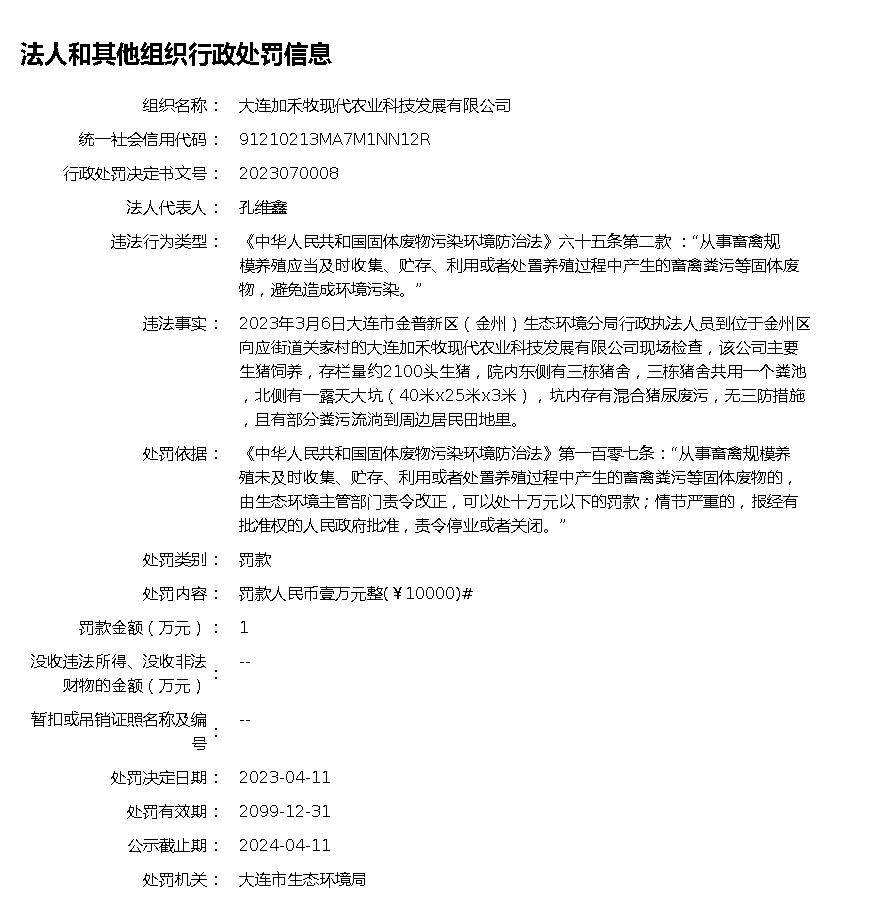 法人和其他组织行政处罚信息
组织名称： 大连加禾牧现代农业科技发展有限公司
统一社会信用代码： 91210213MA7M1NN12R
行政处罚决定书文号： 2023070008
法人代表人： 孔维鑫
违法行为类型： 《中华人民共和国固体废物污染环境防治法》六十五条第二款 ：“从事畜禽规
模养殖应当及时收集、贮存、利用或者处置养殖过程中产生的畜禽粪污等固体废
物，避免造成环境污染。”
违法事实： 2023年3月6日大连市金普新区（金州）生态环境分局行政执法人员到位于金州区
向应街道关家村的大连加禾牧现代农业科技发展有限公司现场检查，该公司主要
生猪饲养，存栏量约2100头生猪，院内东侧有三栋猪舍，三栋猪舍共用一个粪池
，北侧有一露天大坑（40米x25米x3米），坑内存有混合猪尿废污，无三防措施
，且有部分粪污流淌到周边居民田地里。
处罚依据： 《中华人民共和国固体废物污染环境防治法》第一百零七条：“从事畜禽规模养
殖未及时收集、贮存、利用或者处置养殖过程中产生的畜禽粪污等固体废物的，
由生态环境主管部门责令改正，可以处十万元以下的罚款；情节严重的，报经有
批准权的人民政府批准，责令停业或者关闭。”
处罚类别： 罚款
处罚内容： 罚款人民币壹万元整(￥10000)#
罚款金额（万元）： 1
没收违法所得、没收非法
财物的金额（万元）： --
暂扣或吊销证照名称及编
号： --
处罚决定日期： 2023-04-11
处罚有效期： 2099-12-31
公示截止期： 2024-04-11
处罚机关： 大连市生态环境局